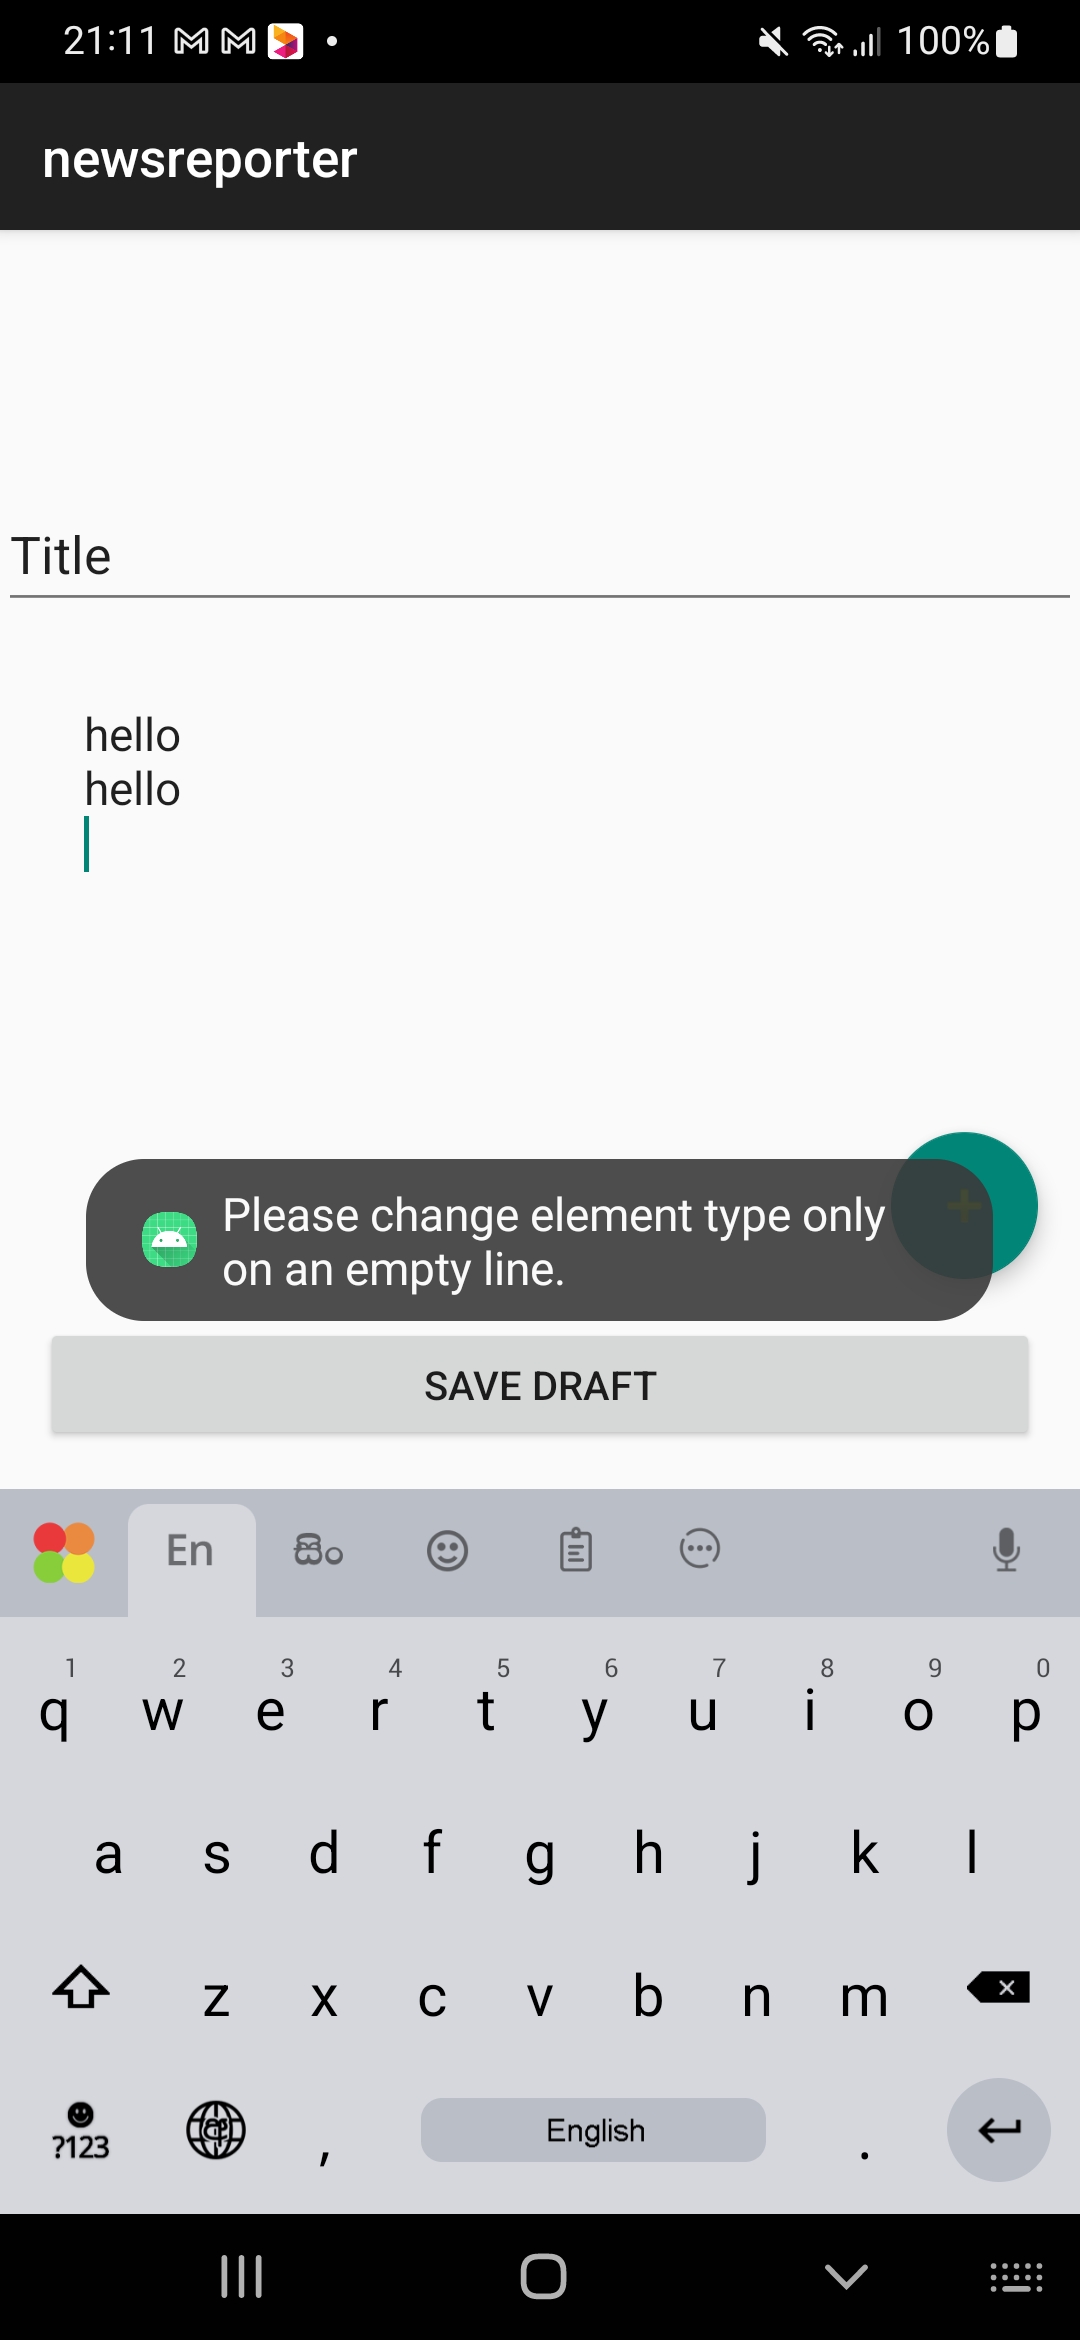 21:11 100%
newsreporter
Title
hello
hello
Please change element type only
on an empty line.
SAVE DRAFT
En සිං
1 2 3 4 5 6 7 8 9 0
q w e r t y u i o p
a s d f g h j k l
z x c v b n m
?123 , English .